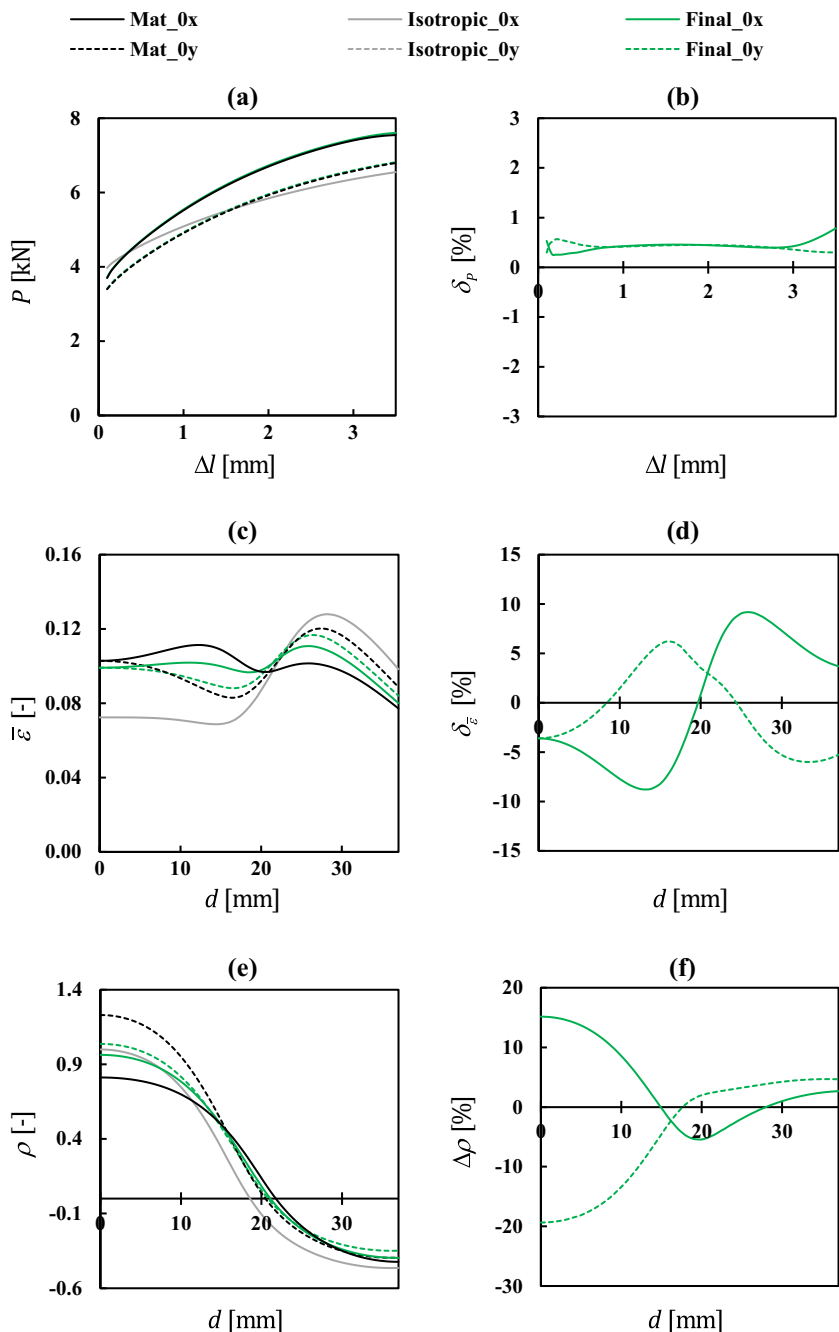 Mat_0x Isotropic_0x Final_0x
Mat_0y Isotropic_0y Final_0y
(a)
8
6
4
2
0
0 1 2 3
P [kN]
Δl [mm]
(b)
3
2
1
0
-1
-2
-3
0 1 2 3
δP [%]
Δl [mm]
(c)
0.16
0.12
0.08
0.04
0.00
0 10 20 30
ε̅ [-]
d [mm]
(d)
15
10
5
0
-5
-10
-15
0 10 20 30
δε̅ [%]
d [mm]
(e)
1.4
0.9
0.4
-0.1
-0.6
0 10 20 30
ρ [-]
d [mm]
(f)
20
10
0
-10
-20
-30
0 10 20 30
Δρ [%]
d [mm]